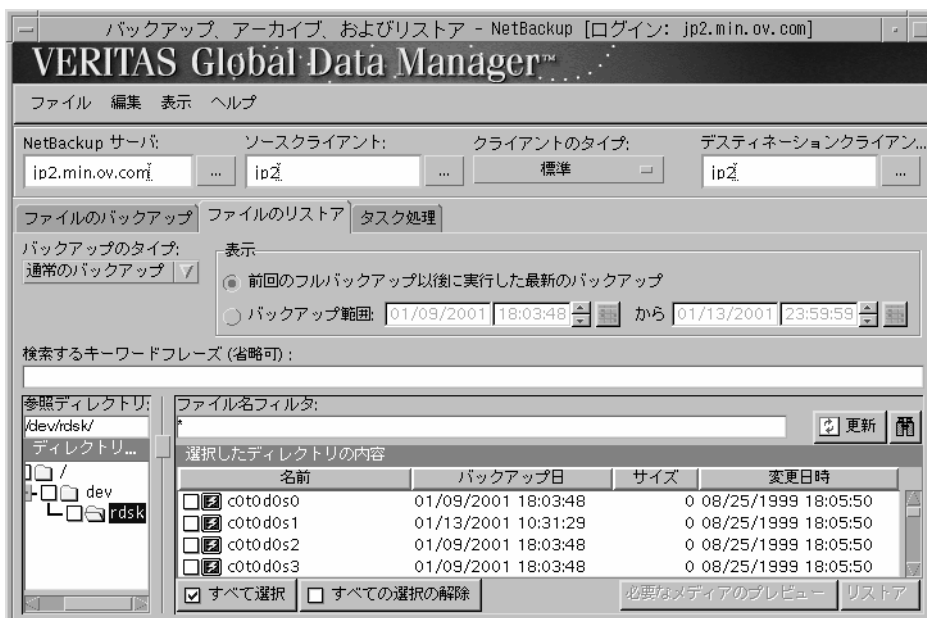 バックアップ、アーカイブ、およびリストア - NetBackup [ログイン: jp2.min.ov.com]
VERITAS Global Data Manager™
ファイル 編集 表示 ヘルプ
NetBackup サーバ: ソースクライアント: クライアントのタイプ: デスティネーションクライアン...
jp2.min.ov.com ... jp2 ... 標準 jp2 ...
ファイルのバックアップ ファイルのリストア タスク処理
バックアップのタイプ: 表示
通常のバックアップ 前回のフルバックアップ以後に実行した最新のバックアップ
バックアップ範囲: 01/09/2001 18:03:48 から 01/13/2001 23:59:59
検索するキーワードフレーズ (省略可) :
参照ディレクトリ: ファイル名フィルタ:
/dev/rdsk/ * 更新
ディレクトリ... 選択したディレクトリの内容
名前 バックアップ日 サイズ 変更日時
/ c0t0d0s0 01/09/2001 18:03:48 0 08/25/1999 18:05:50
dev c0t0d0s1 01/13/2001 10:31:29 0 08/25/1999 18:05:50
rdsk c0t0d0s2 01/09/2001 18:03:48 0 08/25/1999 18:05:50
c0t0d0s3 01/09/2001 18:03:48 0 08/25/1999 18:05:50
すべて選択 すべての選択の解除 必要なメディアのプレビュー リストア